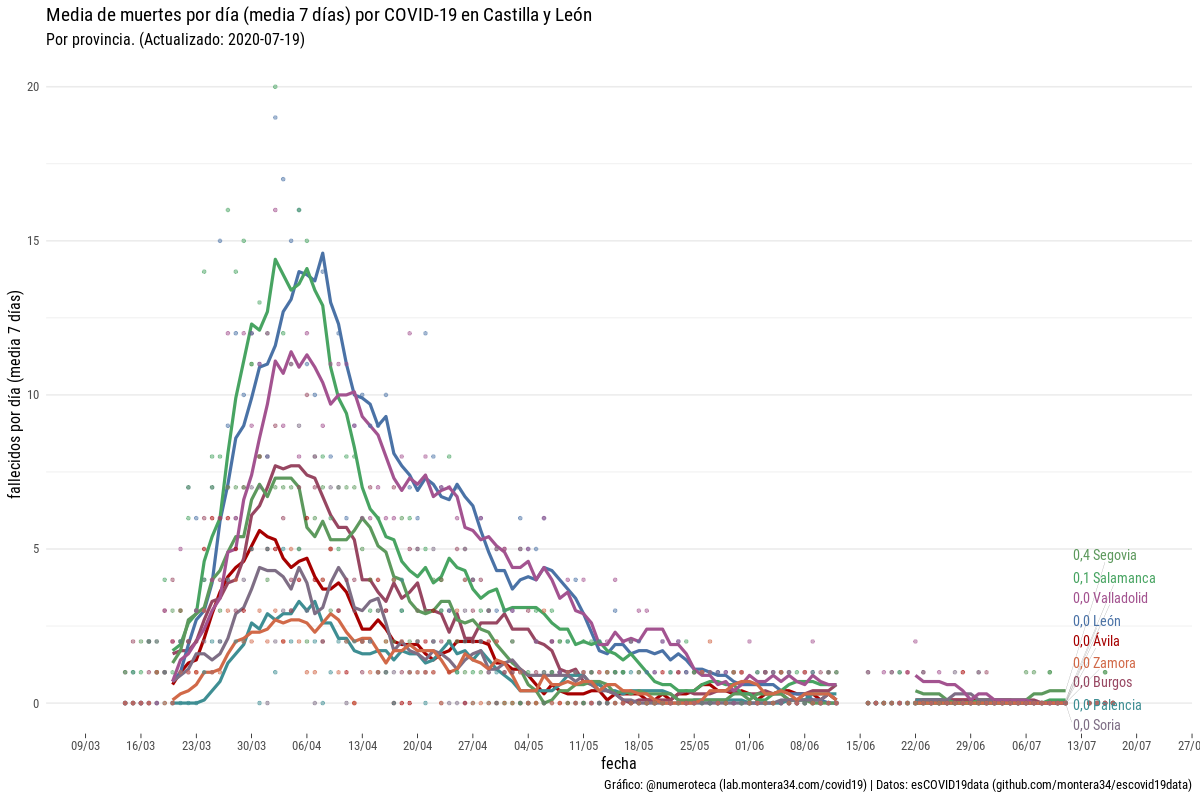 Media de muertes por día (media 7 días) por COVID-19 en Castilla y León
Por provincia. (Actualizado: 2020-07-19)
fallecidos por día (media 7 días)
20
15
10
5
0
0,4 Segovia
0,1 Salamanca
0,0 Valladolid
0,0 León
0,0 Ávila
0,0 Zamora
0,0 Burgos
0,0 Palencia
0,0 Soria
09/03 16/03 23/03 30/03 06/04 13/04 20/04 27/04 04/05 11/05 18/05 25/05 01/06 08/06 15/06 22/06 29/06 06/07 13/07 20/07 27/0
fecha
Gráfico: @numeroteca (lab.montera34.com/covid19) | Datos: esCOVID19data (github.com/montera34/escovid19data)